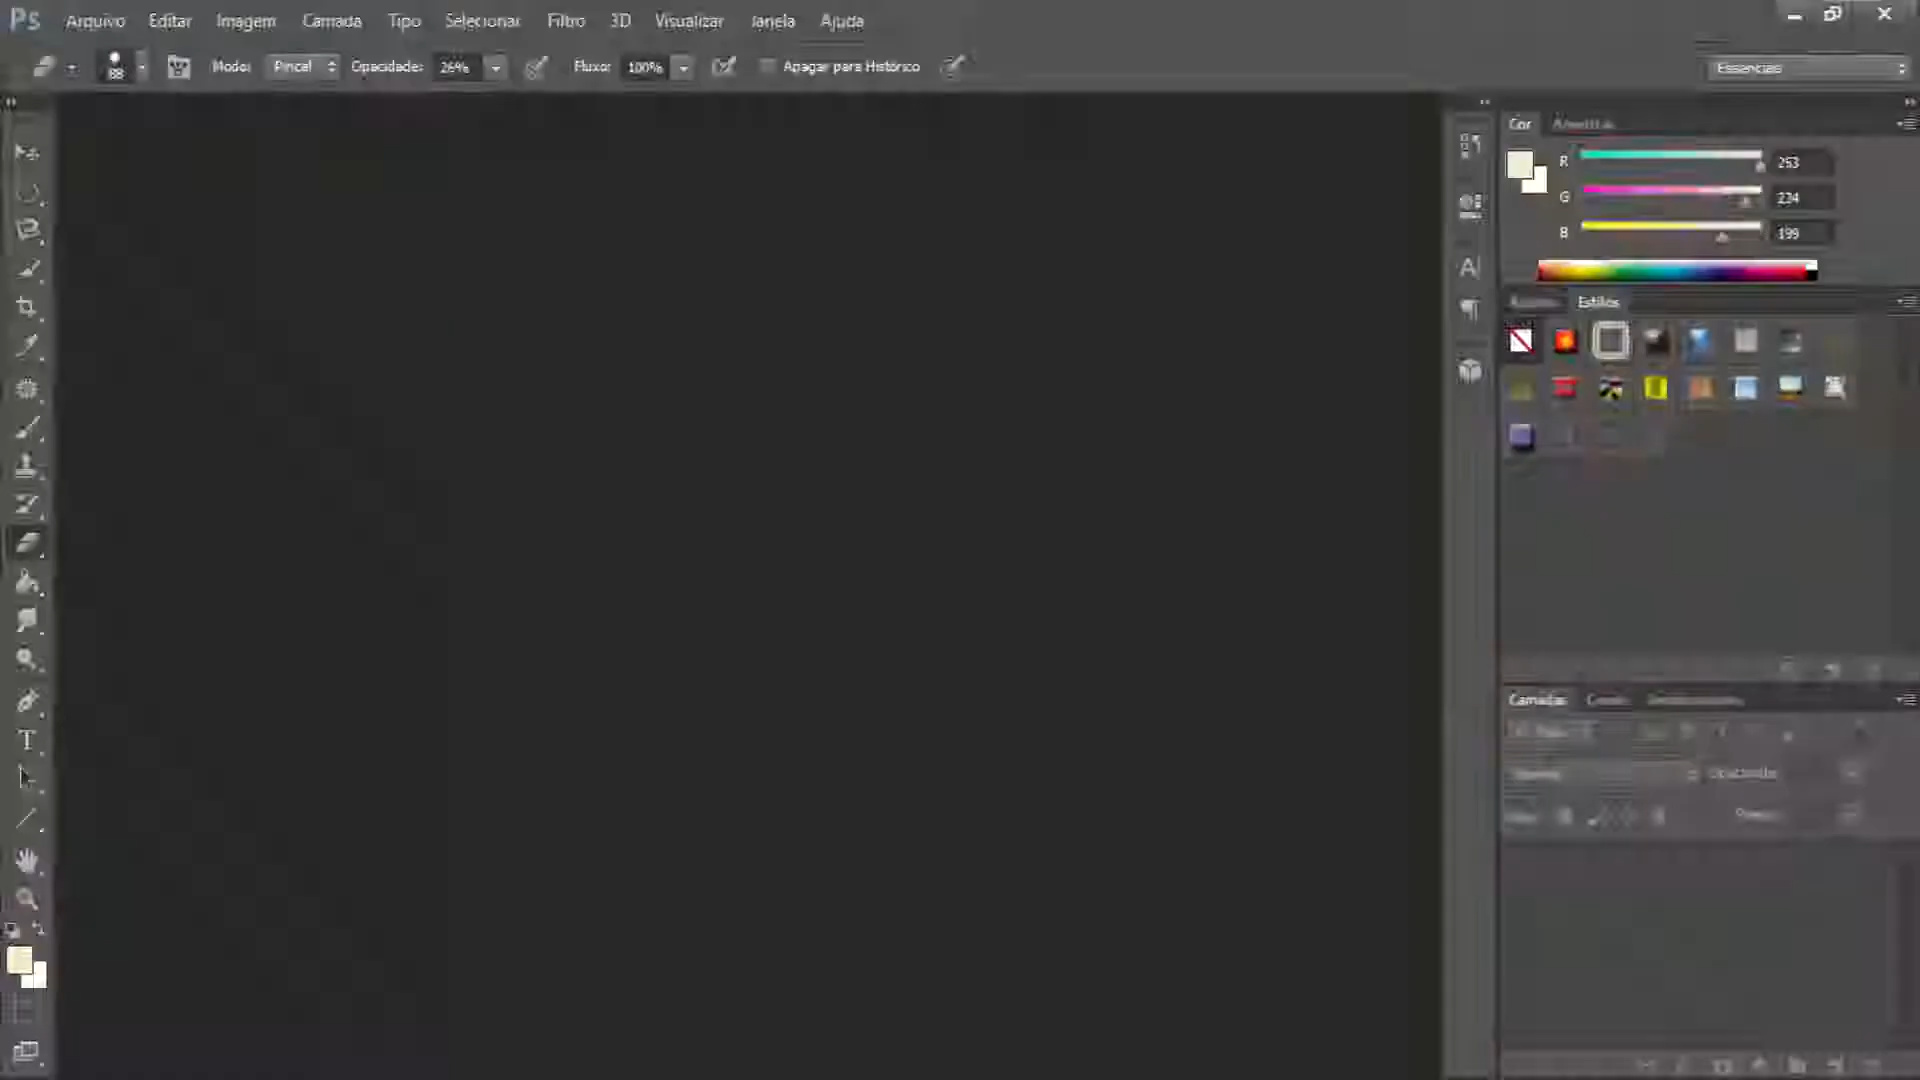 Ps Arquivo Editar Imagem Camada Tipo Selecionar Filtro 3D Visualizar Janela Ajuda
88 Modo: Pincel Opacidade: 26% Fluxo: 100% Apagar para Histórico Essenciais
Cor
R 253
G 234
B 199
Estilos
A|
T
Camadas